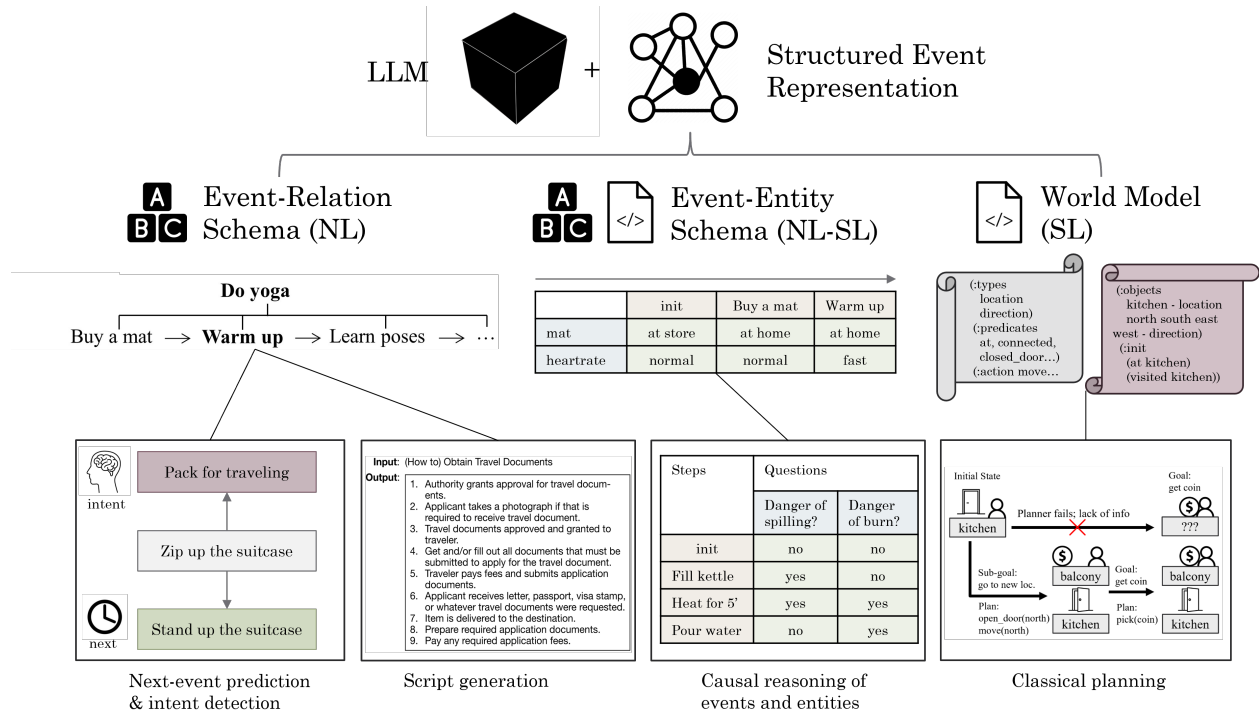 LLM
+
Structured Event
Representation
A
B C
Event-Relation
Schema (NL)
A
B C
</>
Event-Entity
Schema (NL-SL)
</>
World Model
(SL)
Do yoga
Buy a mat → Warm up → Learn poses → ···
init Buy a mat Warm up
mat at store at home at home
heartrate normal normal fast
(:types
location
direction)
(:predicates
at, connected,
closed_door...)
(:action move...
(:objects
kitchen - location
north south east
west - direction)
(:init
(at kitchen)
(visited kitchen))
intent
Pack for traveling
Zip up the suitcase
next
Stand up the suitcase
Next-event prediction
& intent detection
Input: (How to) Obtain Travel Documents
Output:
1. Authority grants approval for travel docum-
ents.
2. Applicant takes a photograph if that is
required to receive travel document.
3. Travel documents approved and granted to
traveler.
4. Get and/or fill out all documents that must be
submitted to apply for the travel document.
5. Traveler pays fees and submits application
documents.
6. Applicant receives letter, passport, visa stamp,
or whatever travel documents were requested.
7. Item is delivered to the destination.
8. Prepare required application documents.
9. Pay any required application fees.
Script generation
Steps Questions
Danger of
spilling?
Danger
of burn?
init no no
Fill kettle yes no
Heat for 5' yes yes
Pour water no yes
Causal reasoning of
events and entities
Initial State
kitchen
Planner fails; lack of info
Goal:
get coin
$
???
Sub-goal:
go to new loc.
Plan:
open_door(north)
move(north)
$
balcony
kitchen
Goal:
get coin
Plan:
pick(coin)
$
balcony
kitchen
Classical planning